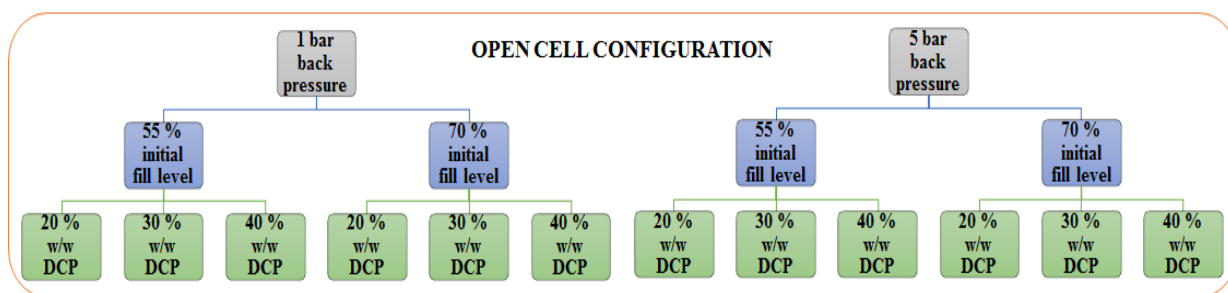 OPEN CELL CONFIGURATION
1 bar
back
pressure
55 %
initial
fill level
20 %
w/w
DCP
30 %
w/w
DCP
40 %
w/w
DCP
70 %
initial
fill level
20 %
w/w
DCP
30 %
w/w
DCP
40 %
w/w
DCP
5 bar
back
pressure
55 %
initial
fill level
20 %
w/w
DCP
30 %
w/w
DCP
40 %
w/w
DCP
70 %
initial
fill level
20 %
w/w
DCP
30 %
w/w
DCP
40 %
w/w
DCP